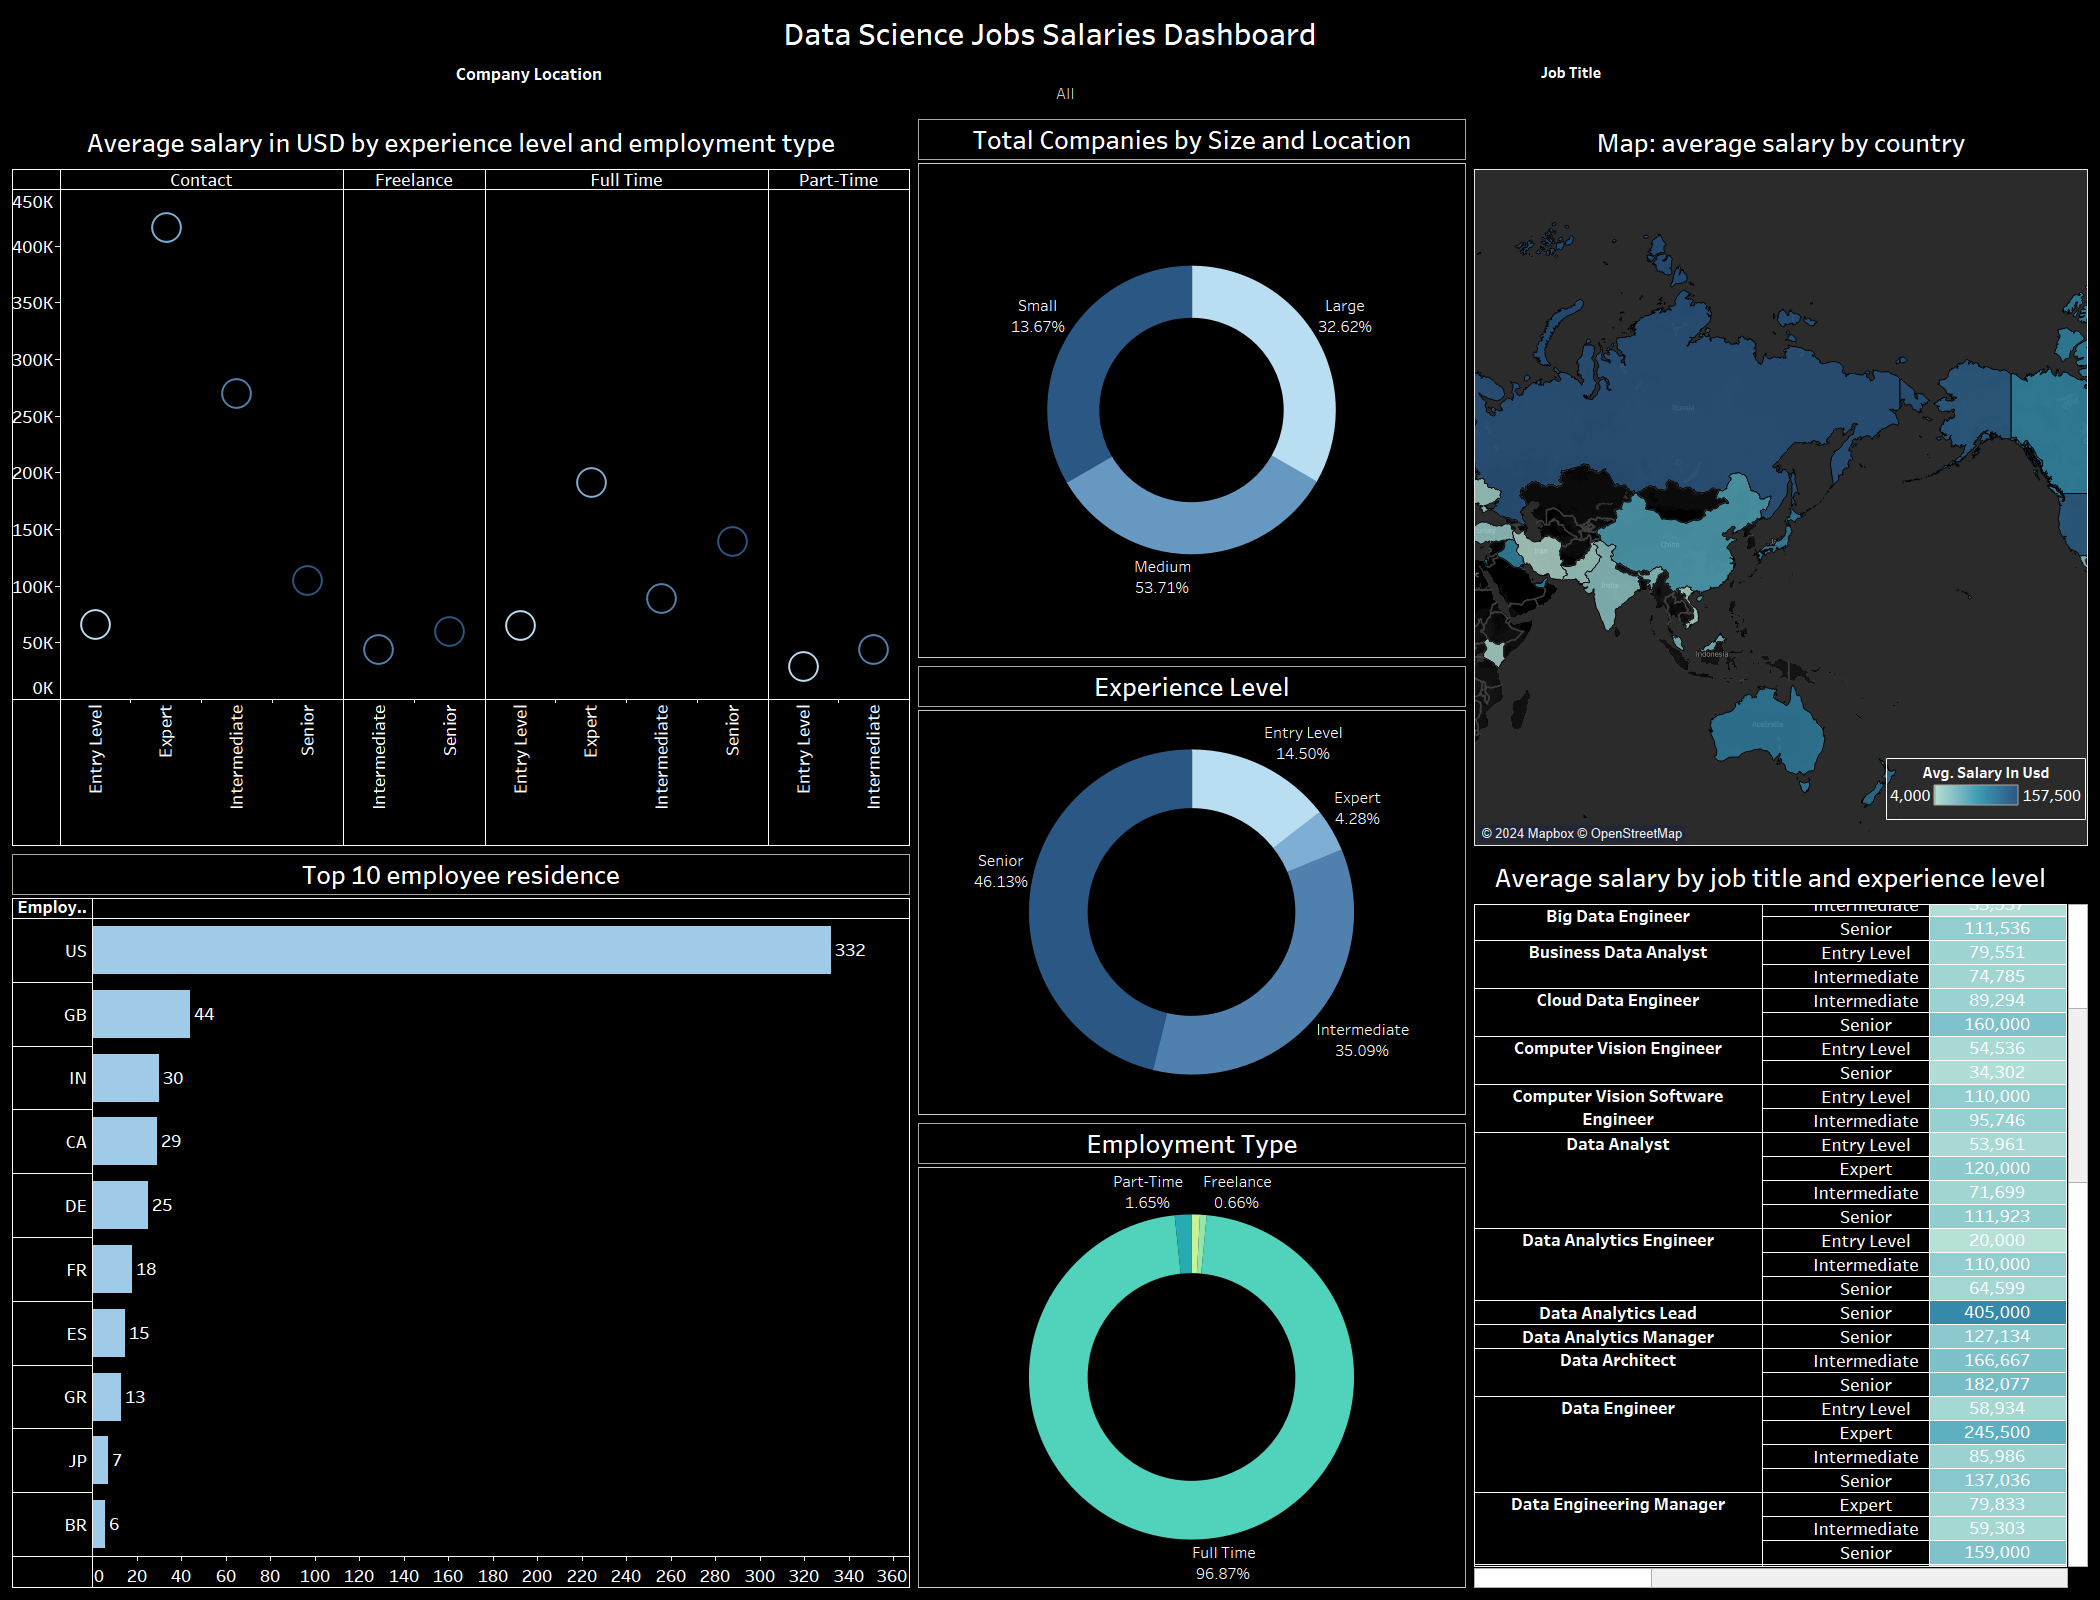 Data Science Jobs Salaries Dashboard
Company Location
All
Job Title
Average salary in USD by experience level and employment type
Contact
Freelance
Full Time
Part-Time
450K
400K
350K
300K
250K
200K
150K
100K
50K
0K
Entry Level
Expert
Intermediate
Senior
Intermediate
Senior
Entry Level
Expert
Intermediate
Senior
Entry Level
Intermediate
Top 10 employee residence
Employ..
US 332
GB 44
IN 30
CA 29
DE 25
FR 18
ES 15
GR 13
JP 7
BR 6
0 20 40 60 80 100 120 140 160 180 200 220 240 260 280 300 320 340 360
Total Companies by Size and Location
Small
13.67%
Large
32.62%
Medium
53.71%
Experience Level
Entry Level
14.50%
Expert
4.28%
Senior
46.13%
Intermediate
35.09%
Employment Type
Part-Time
1.65%
Freelance
0.66%
Full Time
96.87%
Map: average salary by country
Russia
China
Iran
India
Indonesia
Australia
Avg. Salary In Usd
4,000 157,500
© 2024 Mapbox © OpenStreetMap
Average salary by job title and experience level
Big Data Engineer Intermediate
Senior 111,536
Business Data Analyst Entry Level 79,551
Intermediate 74,785
Cloud Data Engineer Intermediate 89,294
Senior 160,000
Computer Vision Engineer Entry Level 54,536
Senior 34,302
Computer Vision Software Entry Level 110,000
Engineer Intermediate 95,746
Data Analyst Entry Level 53,961
Expert 120,000
Intermediate 71,699
Senior 111,923
Data Analytics Engineer Entry Level 20,000
Intermediate 110,000
Senior 64,599
Data Analytics Lead Senior 405,000
Data Analytics Manager Senior 127,134
Data Architect Intermediate 166,667
Senior 182,077
Data Engineer Entry Level 58,934
Expert 245,500
Intermediate 85,986
Senior 137,036
Data Engineering Manager Expert 79,833
Intermediate 59,303
Senior 159,000